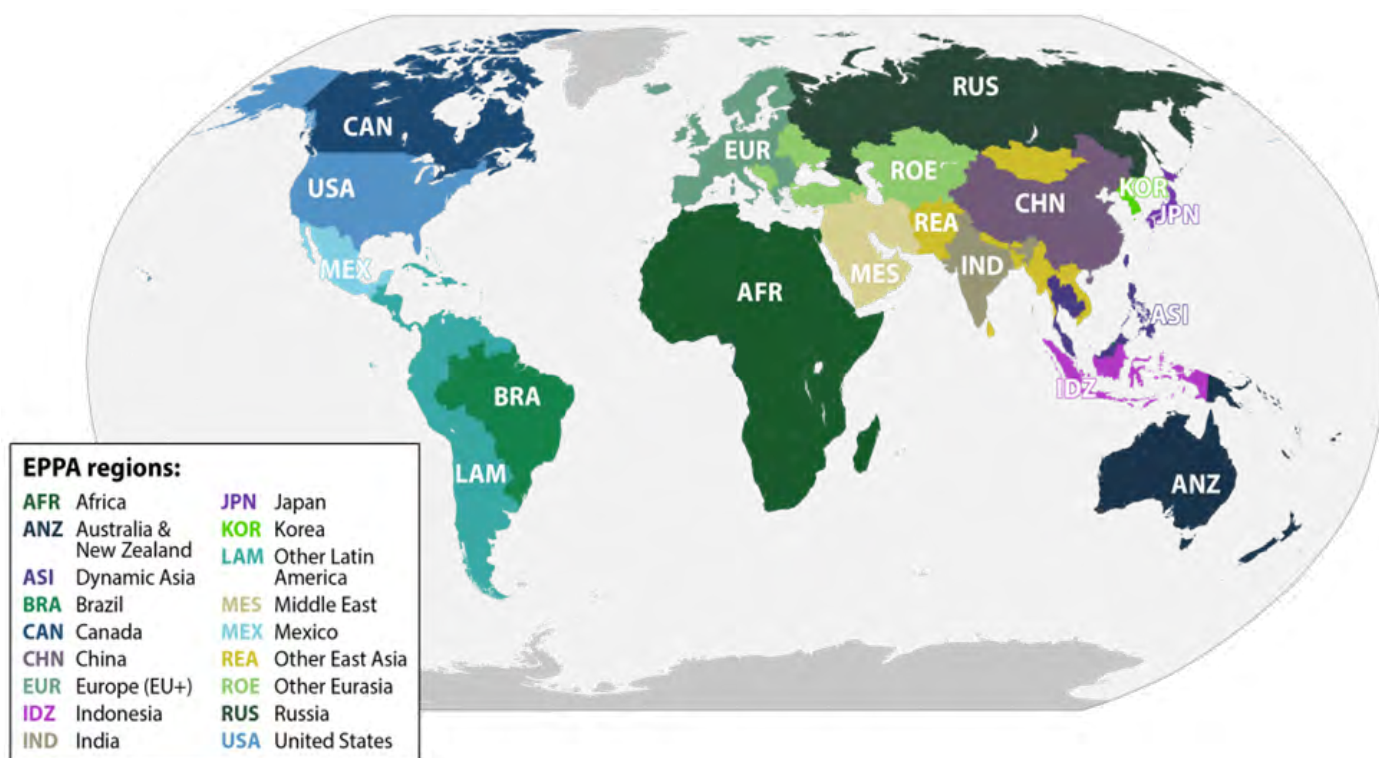 RUS
CAN
EUR
ROE
USA
KOR
CHN
JPN
REA
MEX
IND
MES
AFR
ASI
IDZ
BRA
LAM
ANZ
EPPA regions:
AFR Africa
ANZ Australia &
New Zealand
ASI Dynamic Asia
BRA Brazil
CAN Canada
CHN China
EUR Europe (EU+)
IDZ Indonesia
IND India
JPN Japan
KOR Korea
LAM Other Latin
America
MES Middle East
MEX Mexico
REA Other East Asia
ROE Other Eurasia
RUS Russia
USA United States